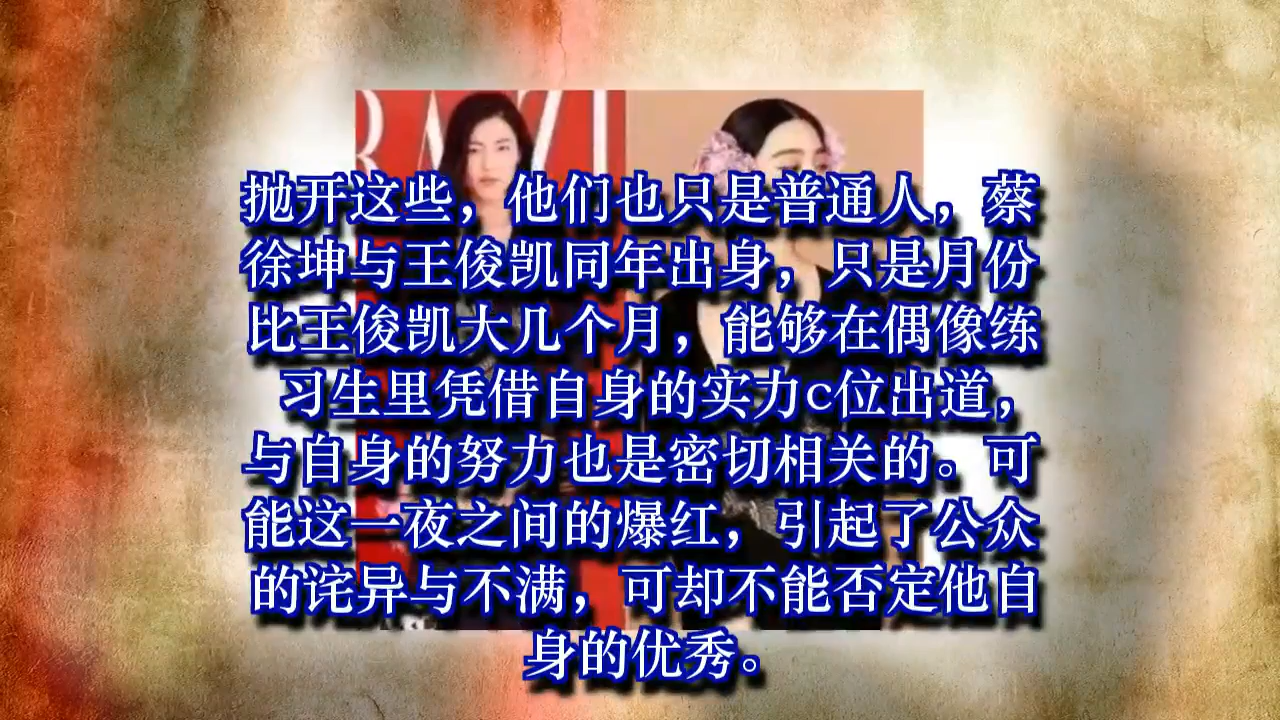 BAZ
抛开这些，他们也只是普通人，蔡
徐坤与王俊凯同年出身，只是月份
比王俊凯大几个月，能够在偶像练
习生里凭借自身的实力c位出道，
与自身的努力也是密切相关的。可
能这一夜之间的爆红，引起了公众
的诧异与不满，可却不能否定他自
身的优秀。